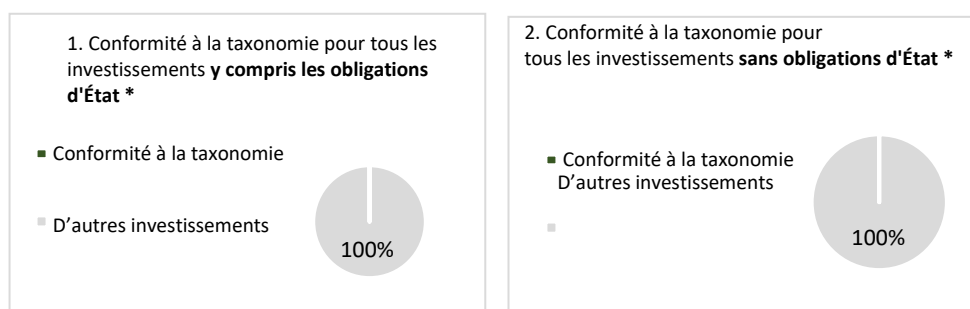 1. Conformité à la taxonomie pour tous les
investissements y compris les obligations
d'État *
Conformité à la taxonomie
D’autres investissements
100%
2. Conformité à la taxonomie pour
tous les investissements sans obligations d'État *
Conformité à la taxonomie
D’autres investissements
100%